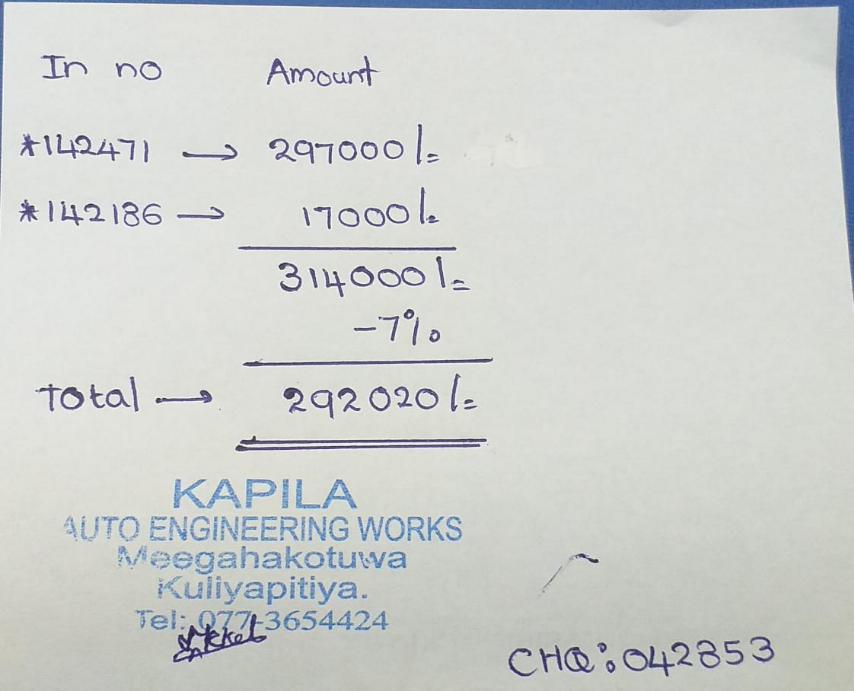 In no Amount
*142471 → 297000/=
*142186 → 17000/=
314000/=
-7%
Total → 292020/=
KAPILA
AUTO ENGINEERING WORKS
Meegahakotuwa
Kuliyapitiya.
Tel: 077-3654424
CHQ: 042853